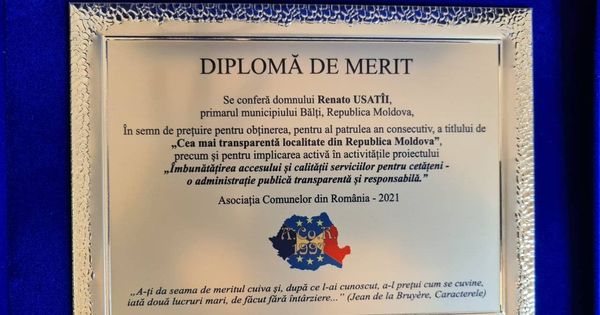 DIPLOMĂ DE MERIT
Se conferă domnului Renato USATÎI,
primarul municipiului Bălți, Republica Moldova,
În semn de prețuire pentru obținerea, pentru al patrulea an consecutiv, a titlului de
„Cea mai transparentă localitate din Republica Moldova”,
precum și pentru implicarea activă în activitățile proiectului
„Îmbunătățirea accesului și calității serviciilor pentru cetățeni -
o administrație publică transparentă și responsabilă.”
Asociația Comunelor din România - 2021
A.Co.R.
1997
„A-ți da seama de meritul cuiva și, după ce l-ai cunoscut, a-l prețui cum se cuvine,
iată două lucruri mari, de făcut fără întârziere...” (Jean de la Bruyère, Caracterele)